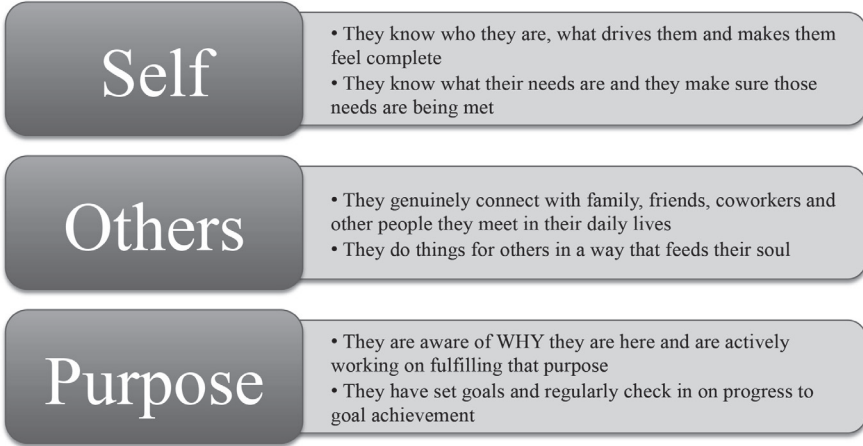 Self
• They know who they are, what drives them and makes them
feel complete
• They know what their needs are and they make sure those
needs are being met
Others
• They genuinely connect with family, friends, coworkers and
other people they meet in their daily lives
• They do things for others in a way that feeds their soul
Purpose
• They are aware of WHY they are here and are actively
working on fulfilling that purpose
• They have set goals and regularly check in on progress to
goal achievement